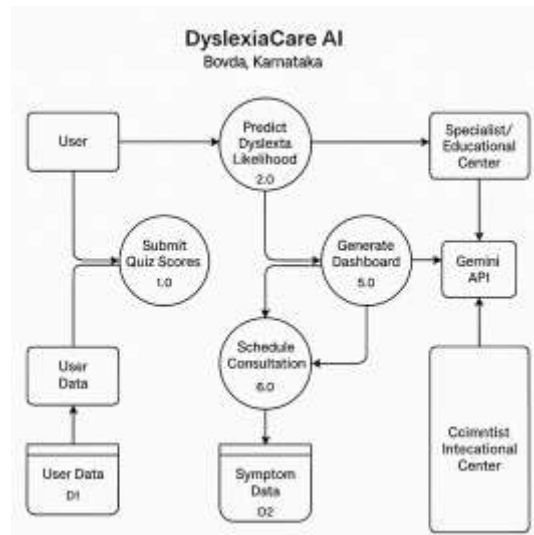 DyslexiaCare AI
Bovda, Karnataka
User
Predict
Dyslexta
Likelihood
2.0
Specialist/
Educational
Center
Submit
Quiz Scores
1.0
Generate
Dashboard
5.0
Gemini
API
User
Data
Schedule
Consultation
6.0
Ccimntist
Intecational
Center
User Data
D1
Symptom
Data
D2